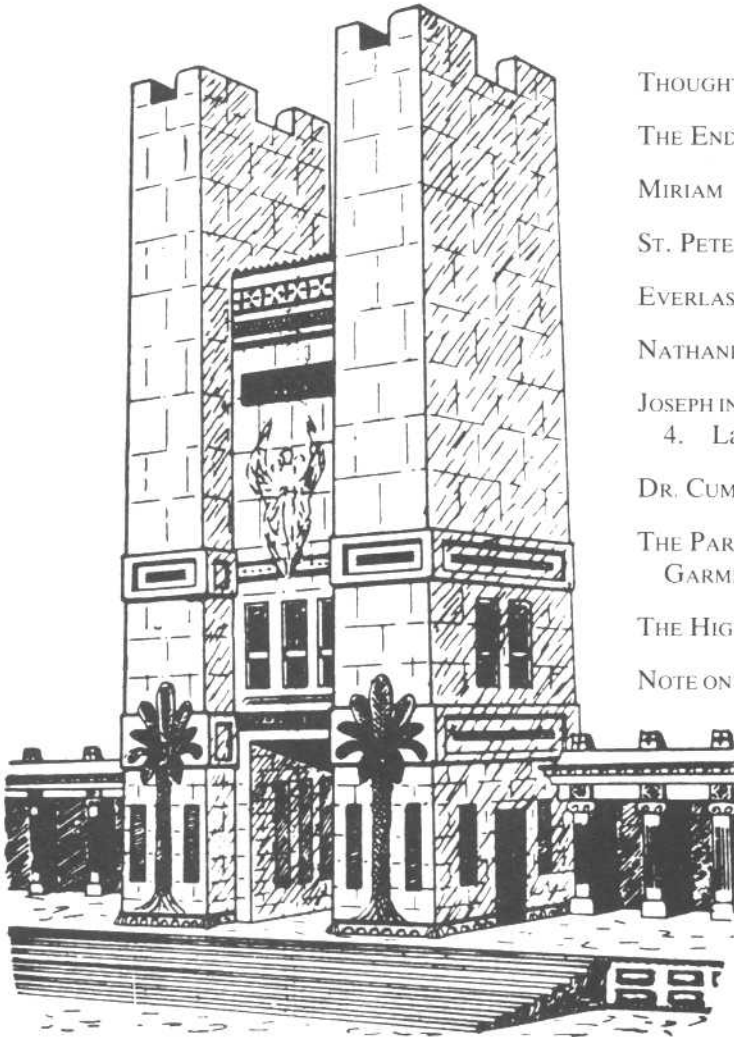 THOUGHT
THE END
MIRIAM
ST. PETE
EVERLAS
NATHANI
JOSEPH IN
4. La
DR. CUM
THE PAR
GARM
THE HIG
NOTE ON